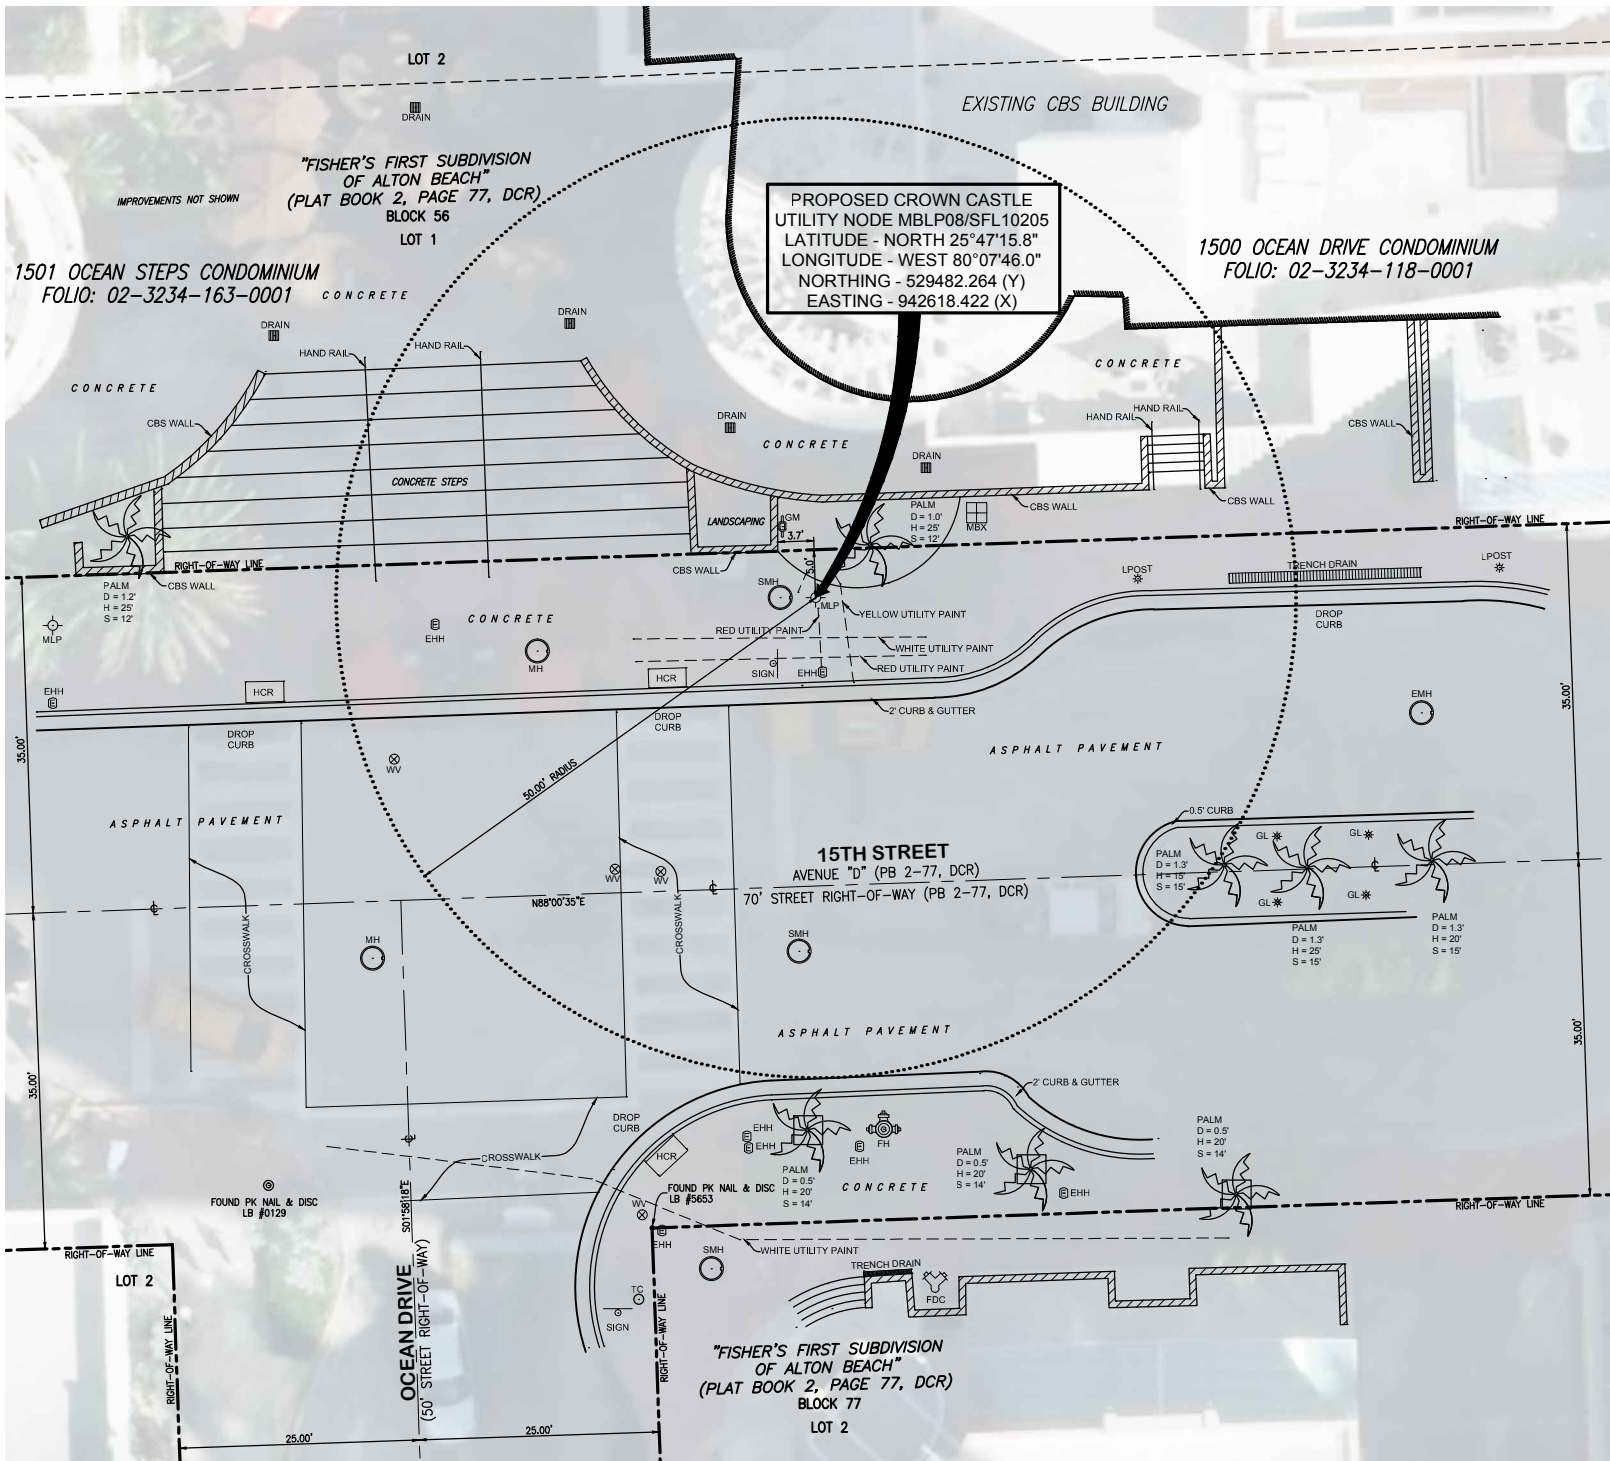 LOT 2
DRAIN
"FISHER'S FIRST SUBDIVISION
OF ALTON BEACH"
(PLAT BOOK 2, PAGE 77, DCR)
BLOCK 56
LOT 1
IMPROVEMENTS NOT SHOWN
EXISTING CBS BUILDING
PROPOSED CROWN CASTLE
UTILITY NODE MBLP08/SFL10205
LATITUDE - NORTH 25°47'15.8"
LONGITUDE - WEST 80°07'46.0"
NORTHING - 529482.264 (Y)
EASTING - 942618.422 (X)
1500 OCEAN DRIVE CONDOMINIUM
FOLIO: 02-3234-118-0001
1501 OCEAN STEPS CONDOMINIUM
FOLIO: 02-3234-163-0001
CONCRETE
DRAIN
DRAIN
HAND RAIL
HAND RAIL
CONCRETE
CONCRETE
CBS WALL
DRAIN
CONCRETE
HAND RAIL
HAND RAIL
CBS WALL
DRAIN
CONCRETE STEPS
LANDSCAPING
GM
3.7'
5.0'
PALM
D = 1.0'
H = 25'
S = 12'
MBX
CBS WALL
CBS WALL
RIGHT-OF-WAY LINE
RIGHT-OF-WAY LINE
CBS WALL
CBS WALL
PALM
D = 1.2'
H = 25'
S = 12'
SMH
MLP
LPOST
TRENCH DRAIN
LPOST
DROP
CURB
MLP
EHH
CONCRETE
MH
RED UTILITY PAINT
YELLOW UTILITY PAINT
WHITE UTILITY PAINT
RED UTILITY PAINT
SIGN
EHH
EHH
HCR
HCR
2' CURB & GUTTER
EMH
DROP
CURB
DROP
CURB
35.00'
35.00'
WV
50.00' RADIUS
ASPHALT PAVEMENT
ASPHALT PAVEMENT
0.5' CURB
15TH STREET
AVENUE "D" (PB 2-77, DCR)
70' STREET RIGHT-OF-WAY (PB 2-77, DCR)
WV
WV
N88°00'35"E
PALM
D = 1.3'
H = 15'
S = 15'
GL
GL
GL
GL
PALM
D = 1.3'
H = 25'
S = 15'
PALM
D = 1.3'
H = 20'
S = 15'
CROSSWALK
CROSSWALK
MH
SMH
ASPHALT PAVEMENT
35.00'
35.00'
2' CURB & GUTTER
DROP
CURB
CROSSWALK
HCR
EHH
EHH
EHH
FH
PALM
D = 0.5'
H = 20'
S = 14'
CONCRETE
PALM
D = 0.5'
H = 20'
S = 14'
EHH
PALM
D = 0.5'
H = 20'
S = 14'
FOUND PK NAIL & DISC
LB #0129
S01°58'18"E
FOUND PK NAIL & DISC
LB #5653
WV
EHH
RIGHT-OF-WAY LINE
RIGHT-OF-WAY LINE
LOT 2
SMH
WHITE UTILITY PAINT
TRENCH DRAIN
FDC
TC
SIGN
RIGHT-OF-WAY LINE
OCEAN DRIVE
(50' STREET RIGHT-OF-WAY)
RIGHT-OF-WAY LINE
"FISHER'S FIRST SUBDIVISION
OF ALTON BEACH"
(PLAT BOOK 2, PAGE 77, DCR)
BLOCK 77
LOT 2
25.00'
25.00'